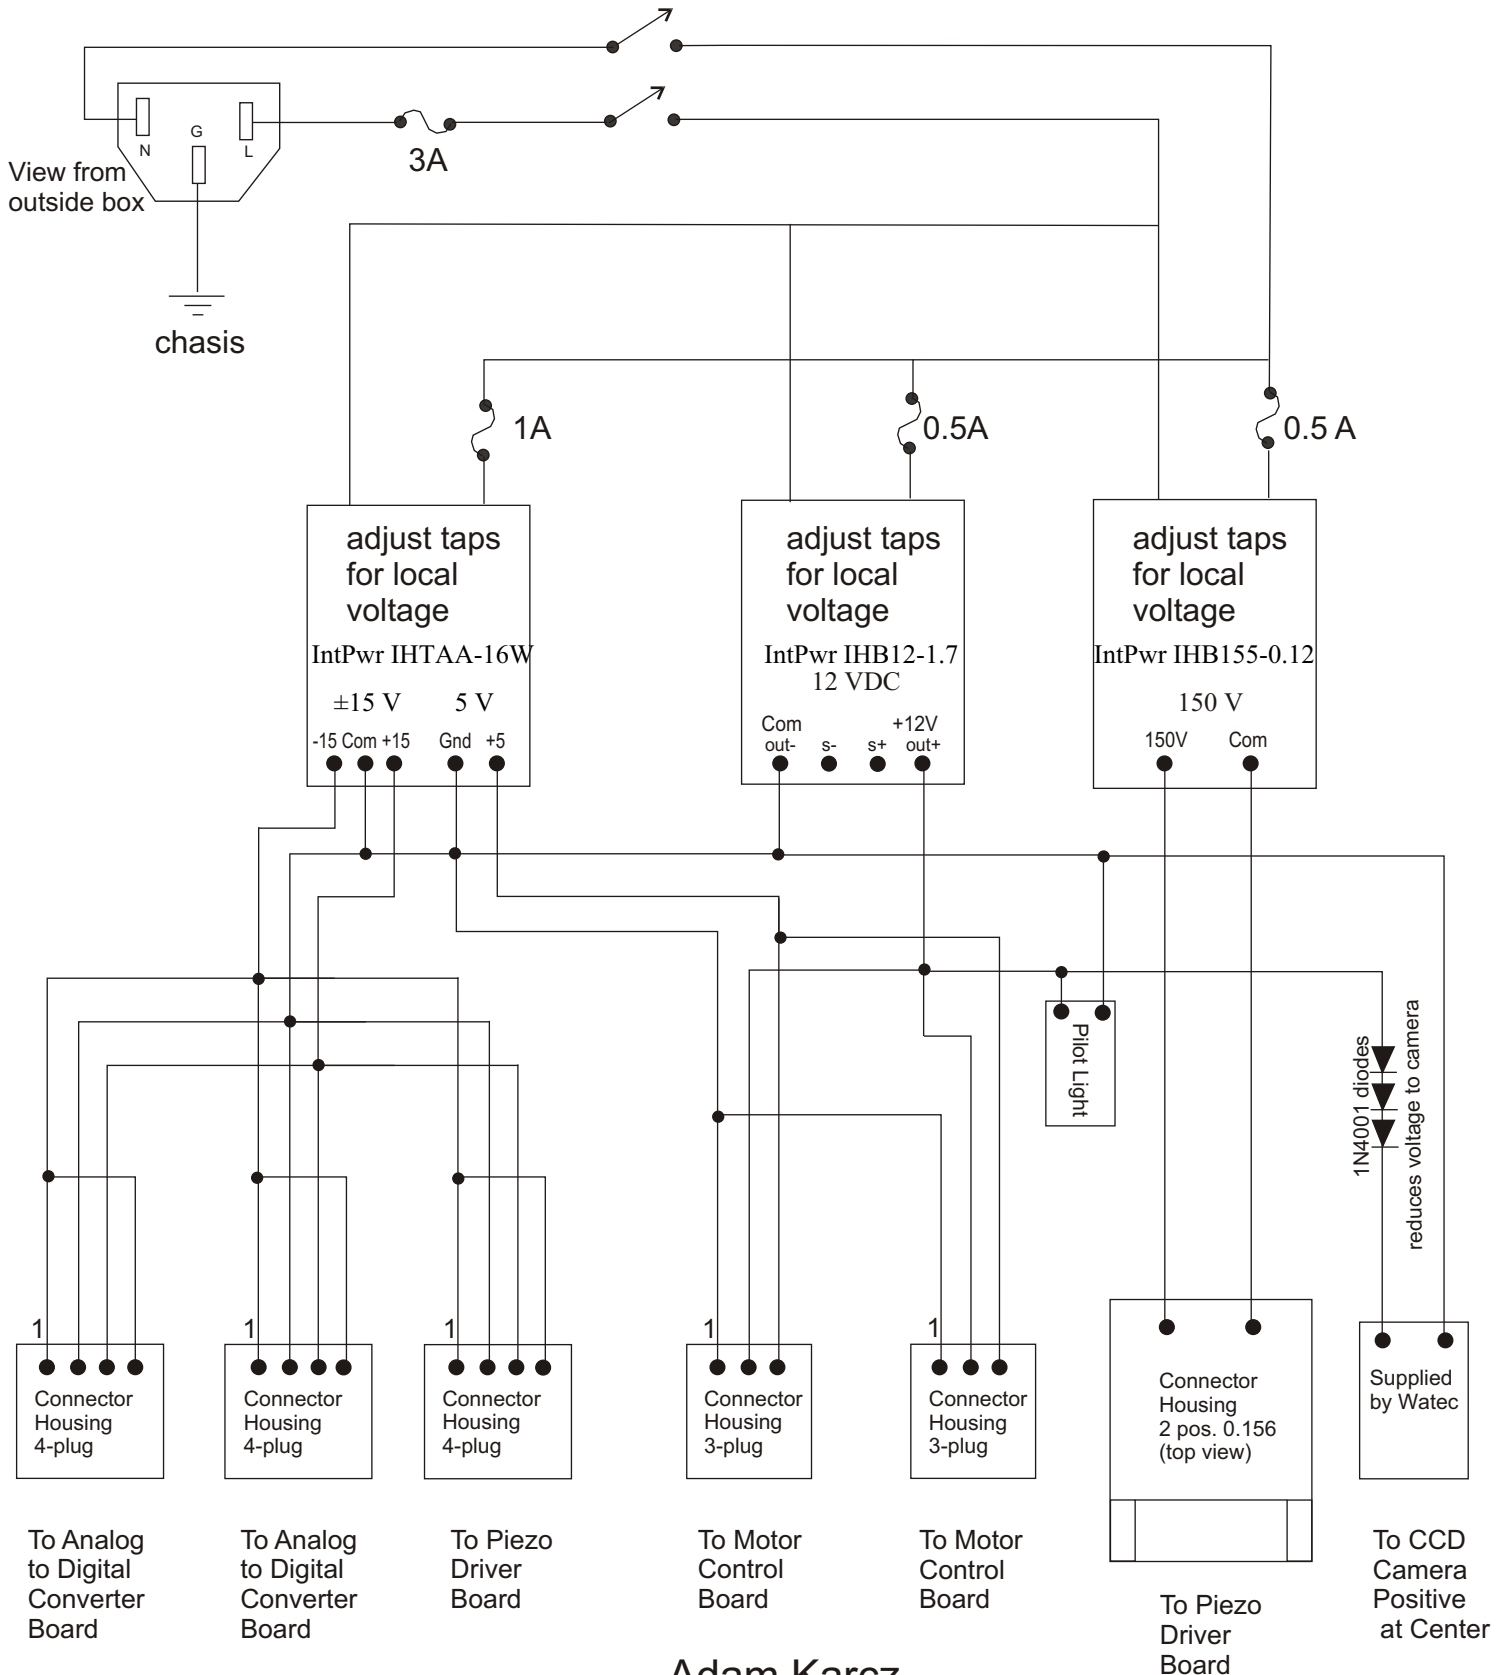 N
G
L
View from
outside box
3A
chasis
1A
0.5A
0.5 A
adjust taps
for local
voltage
IntPwr IHTAA-16W
±15 V 5 V
-15 Com +15 Gnd +5
adjust taps
for local
voltage
IntPwr IHB12-1.7
12 VDC
Com +12V
out- s- s+ out+
adjust taps
for local
voltage
IntPwr IHB155-0.12
150 V
150V Com
Pilot Light
1N4001 diodes
reduces voltage to camera
1
Connector
Housing
4-plug
1
Connector
Housing
4-plug
1
Connector
Housing
4-plug
1
Connector
Housing
3-plug
1
Connector
Housing
3-plug
Connector
Housing
2 pos. 0.156
(top view)
Supplied
by Watec
To Analog
to Digital
Converter
Board
To Analog
to Digital
Converter
Board
To Piezo
Driver
Board
To Motor
Control
Board
To Motor
Control
Board
To Piezo
Driver
Board
To CCD
Camera
Positive
at Center
Adam Karcz